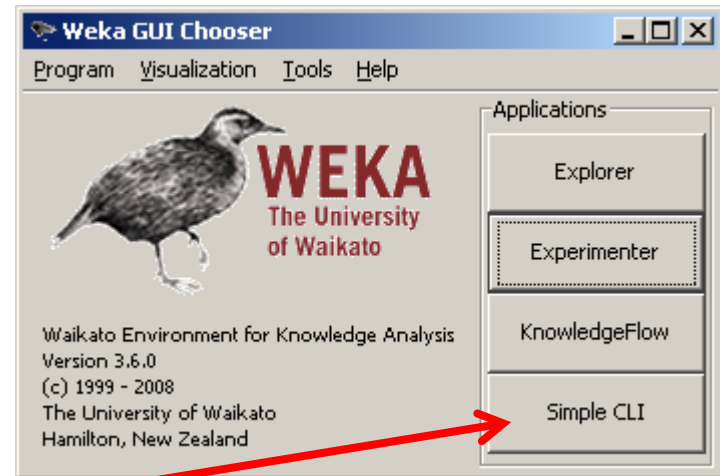 Weka GUI Chooser
Program Visualization Tools Help
WEKA
The University
of Waikato
Waikato Environment for Knowledge Analysis
Version 3.6.0
(c) 1999 - 2008
The University of Waikato
Hamilton, New Zealand
Applications
Explorer
Experimenter
KnowledgeFlow
Simple CLI